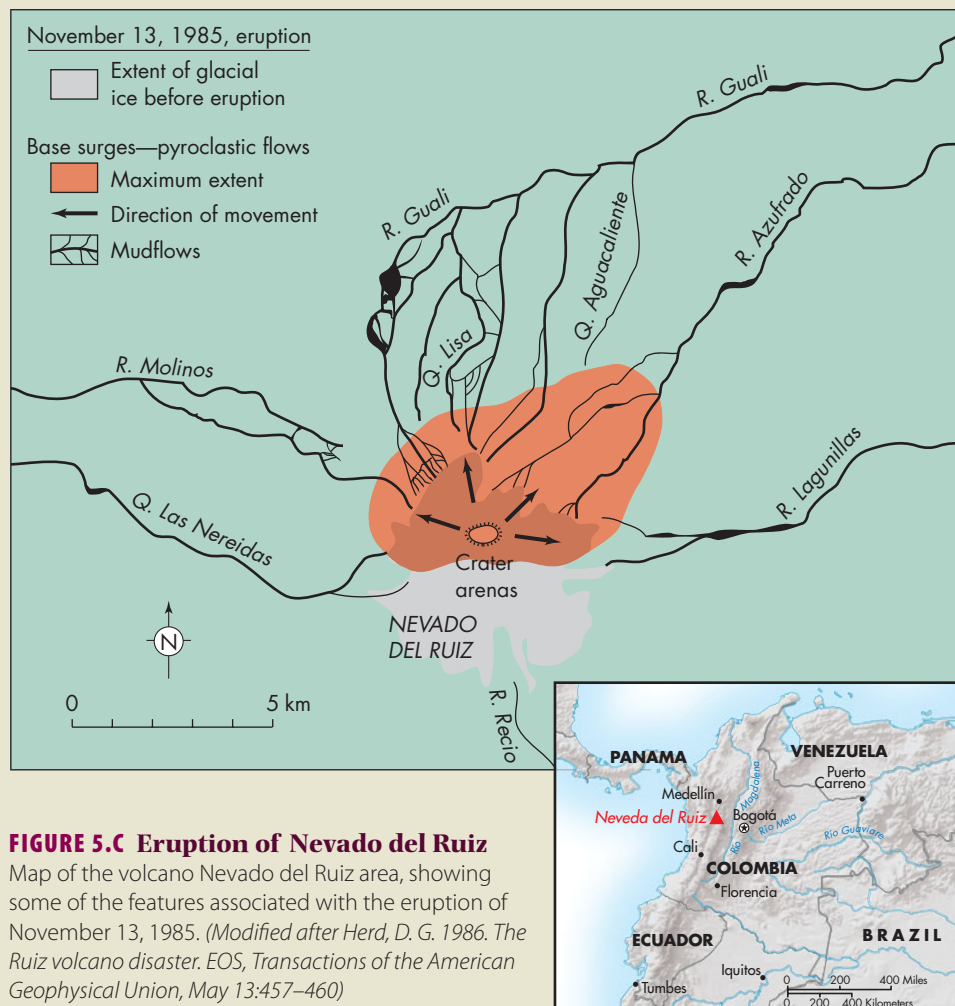 November 13, 1985, eruption
Extent of glacial
ice before eruption
Base surges—pyroclastic flows
Maximum extent
Direction of movement
Mudflows
R. Guali
R. Guali
Q. Aguacaliente
R. Azufrado
Q. Lisa
R. Molinos
Q. Las Nereidas
R. Lagunillas
Crater
arenas
NEVADO
DEL RUIZ
N
0 5 km
R. Recio
PANAMA
VENEZUELA
Puerto
Carreno
Medellín
Rio Magdalena
Neveda del Ruiz
Bogotá
Rio Meta
Rio Guaviare
Cali
COLOMBIA
Florencia
ECUADOR
BRAZIL
Iquitos
Tumbes
0 200 400 Miles
200 400 Kilometers
FIGURE 5.C Eruption of Nevado del Ruiz
Map of the volcano Nevado del Ruiz area, showing
some of the features associated with the eruption of
November 13, 1985. (Modified after Herd, D. G. 1986. The
Ruiz volcano disaster. EOS, Transactions of the American
Geophysical Union, May 13:457–460)